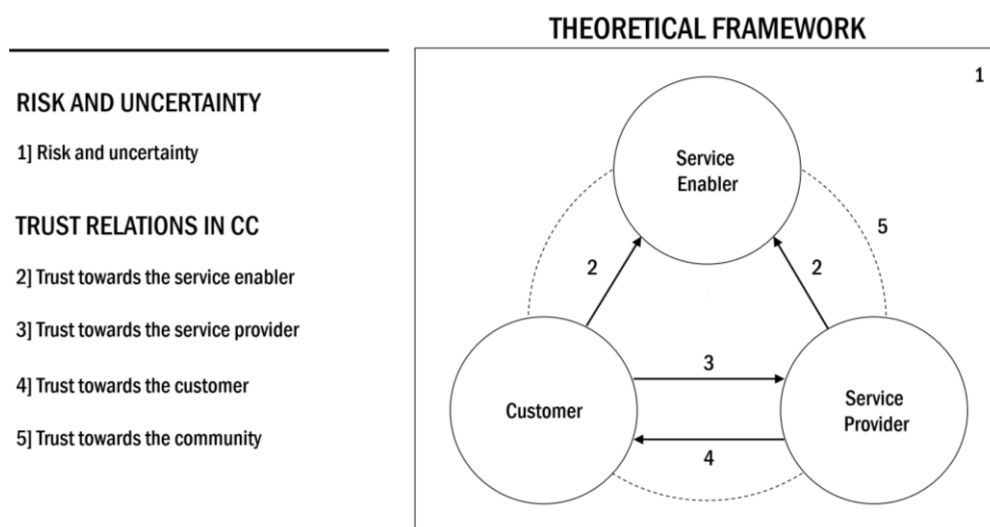 THEORETICAL FRAMEWORK
RISK AND UNCERTAINTY
1] Risk and uncertainty
TRUST RELATIONS IN CC
2] Trust towards the service enabler
3] Trust towards the service provider
4] Trust towards the customer
5] Trust towards the community
1
Service
Enabler
5
2
2
3
Customer
Service
Provider
4